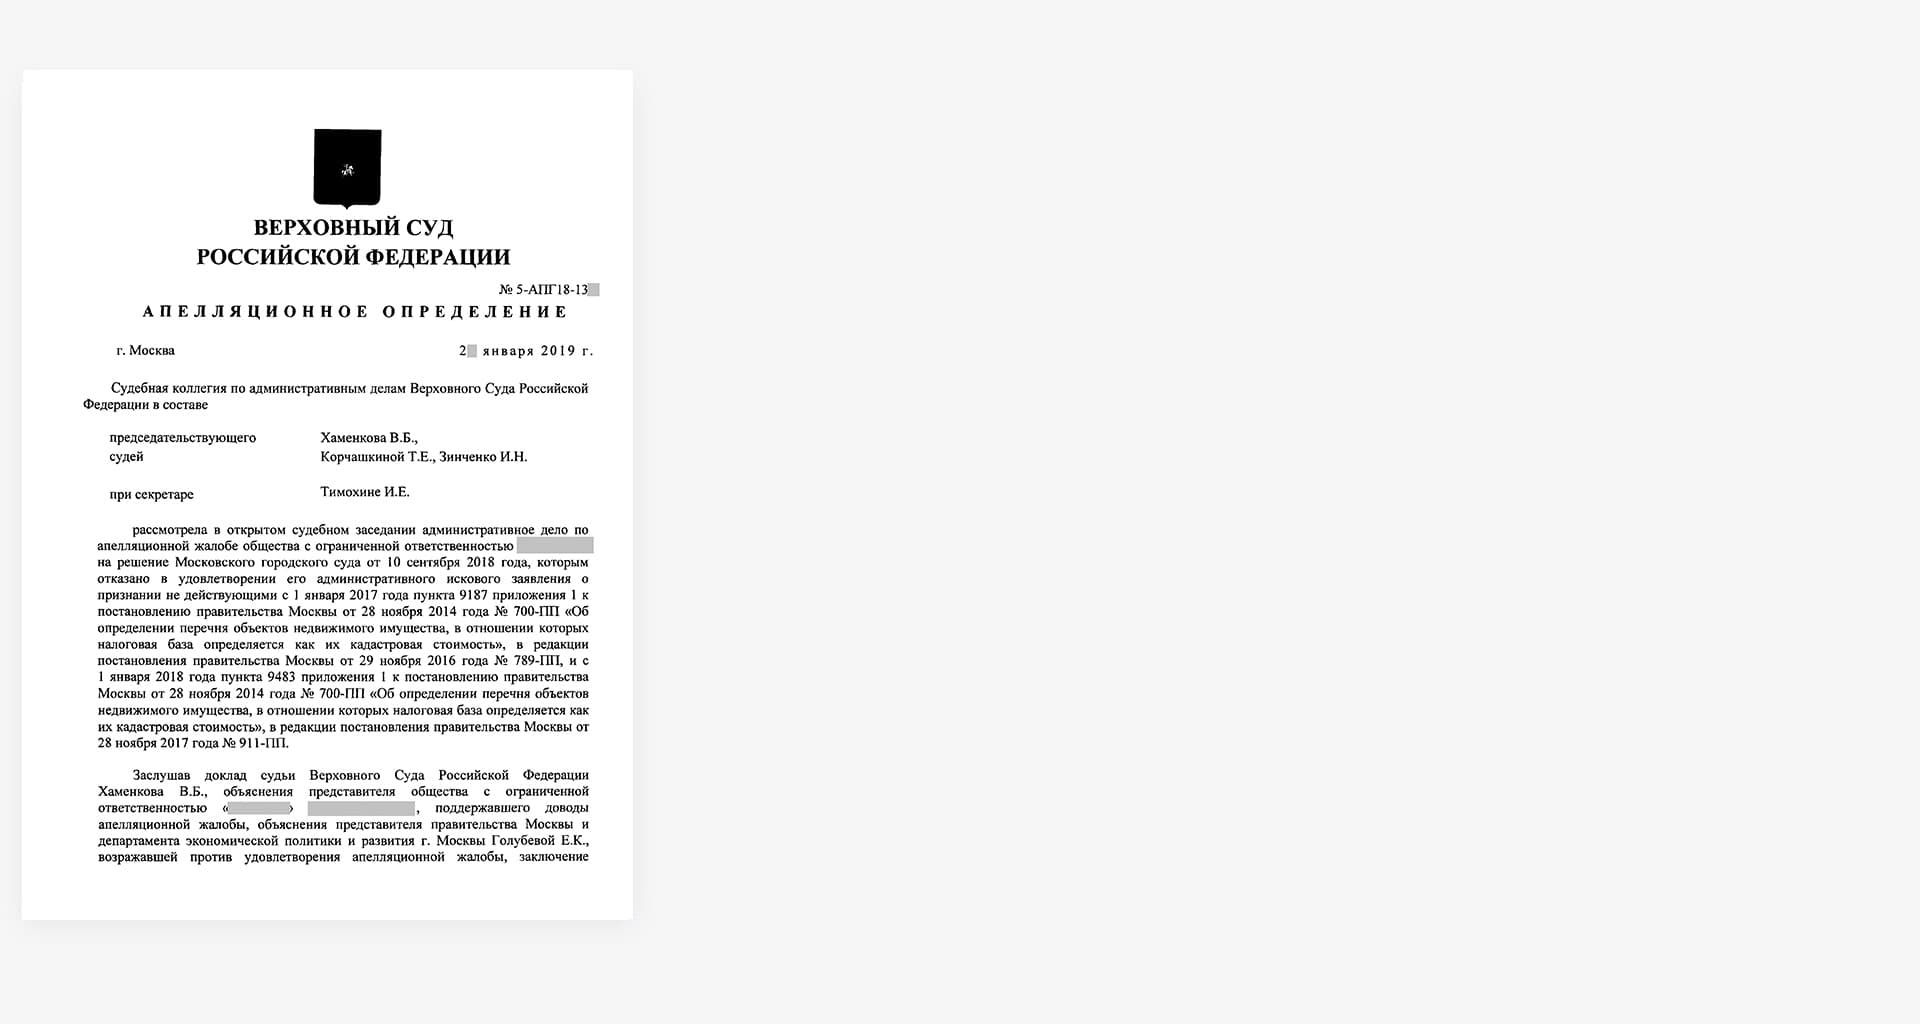 ВЕРХОВНЫЙ СУД
РОССИЙСКОЙ ФЕДЕРАЦИИ
№ 5-АПГ18-13
АПЕЛЛЯЦИОННОЕ ОПРЕДЕЛЕНИЕ
г. Москва 2 января 2019 г.
Судебная коллегия по административным делам Верховного Суда Российской
Федерации в составе
председательствующего Хаменкова В.Б.,
судей Корчашкиной Т.Е., Зинченко И.Н.
при секретаре Тимохине И.Е.
рассмотрела в открытом судебном заседании административное дело по
апелляционной жалобе общества с ограниченной ответственностью
на решение Московского городского суда от 10 сентября 2018 года, которым
отказано в удовлетворении его административного искового заявления о
признании не действующими с 1 января 2017 года пункта 9187 приложения 1 к
постановлению правительства Москвы от 28 ноября 2014 года № 700-ПП «Об
определении перечня объектов недвижимого имущества, в отношении которых
налоговая база определяется как их кадастровая стоимость», в редакции
постановления правительства Москвы от 29 ноября 2016 года № 789-ПП, и с
1 января 2018 года пункта 9483 приложения 1 к постановлению правительства
Москвы от 28 ноября 2014 года № 700-ПП «Об определении перечня объектов
недвижимого имущества, в отношении которых налоговая база определяется как
их кадастровая стоимость», в редакции постановления правительства Москвы от
28 ноября 2017 года № 911-ПП.
Заслушав доклад судьи Верховного Суда Российской Федерации
Хаменкова В.Б., объяснения представителя общества с ограниченной
ответственностью « » , поддержавшего доводы
апелляционной жалобы, объяснения представителя правительства Москвы и
департамента экономической политики и развития г. Москвы Голубевой Е.К.,
возражавшей против удовлетворения апелляционной жалобы, заключение